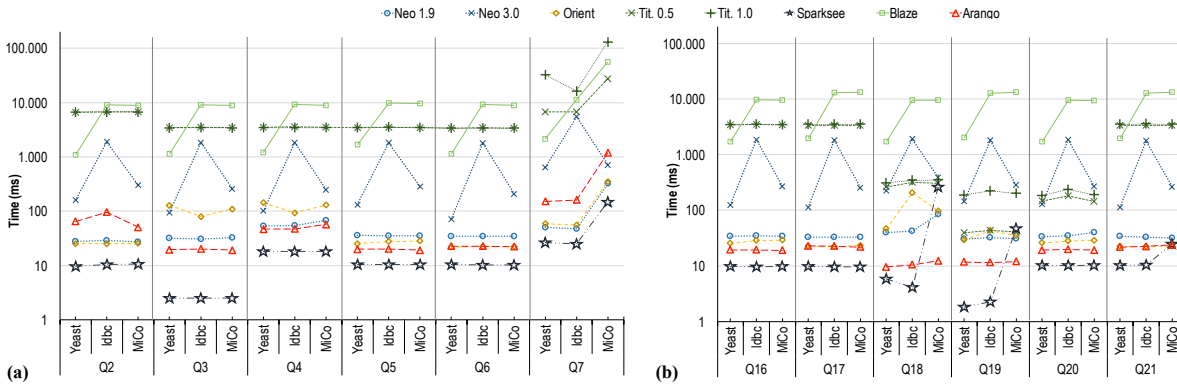 Neo 1.9 Neo 3.0 Orient Tit. 0.5 Tit. 1.0 Sparksee Blaze Arango
Time (ms)
100.000
10.000
1.000
100
10
1
Yeast ldbc MiCo Yeast ldbc MiCo Yeast ldbc MiCo Yeast ldbc MiCo Yeast ldbc MiCo Yeast ldbc MiCo
Q2 Q3 Q4 Q5 Q6 Q7
(a)
Time (ms)
100.000
10.000
1.000
100
10
1
Yeast ldbc MiCo Yeast ldbc MiCo Yeast ldbc MiCo Yeast ldbc MiCo Yeast ldbc MiCo Yeast ldbc MiCo
Q16 Q17 Q18 Q19 Q20 Q21
(b)